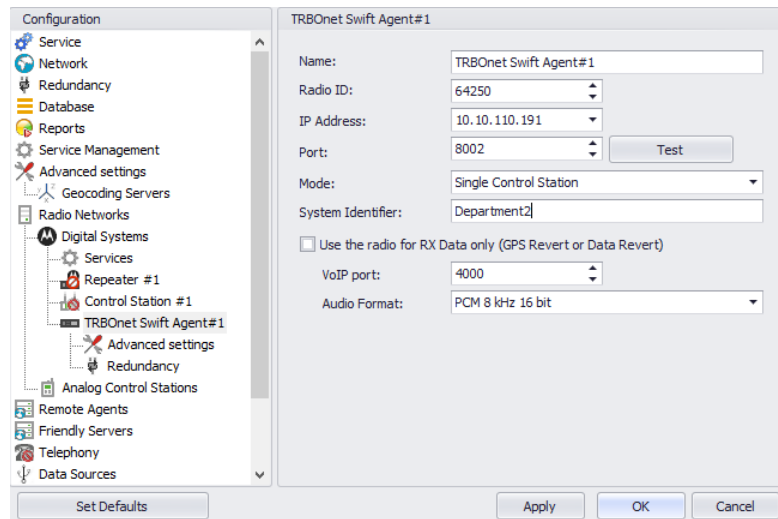 Configuration
Service
Network
Redundancy
Database
Reports
Service Management
Advanced settings
Geocoding Servers
Radio Networks
Digital Systems
Services
Repeater #1
Control Station #1
TRBOnet Swift Agent#1
Advanced settings
Redundancy
Analog Control Stations
Remote Agents
Friendly Servers
Telephony
Data Sources
Set Defaults
TRBOnet Swift Agent#1
Name: TRBOnet Swift Agent#1
Radio ID: 64250
IP Address: 10.10.110.191
Port: 8002 Test
Mode: Single Control Station
System Identifier: Department2
Use the radio for RX Data only (GPS Revert or Data Revert)
VoIP port: 4000
Audio Format: PCM 8 kHz 16 bit
Apply OK Cancel